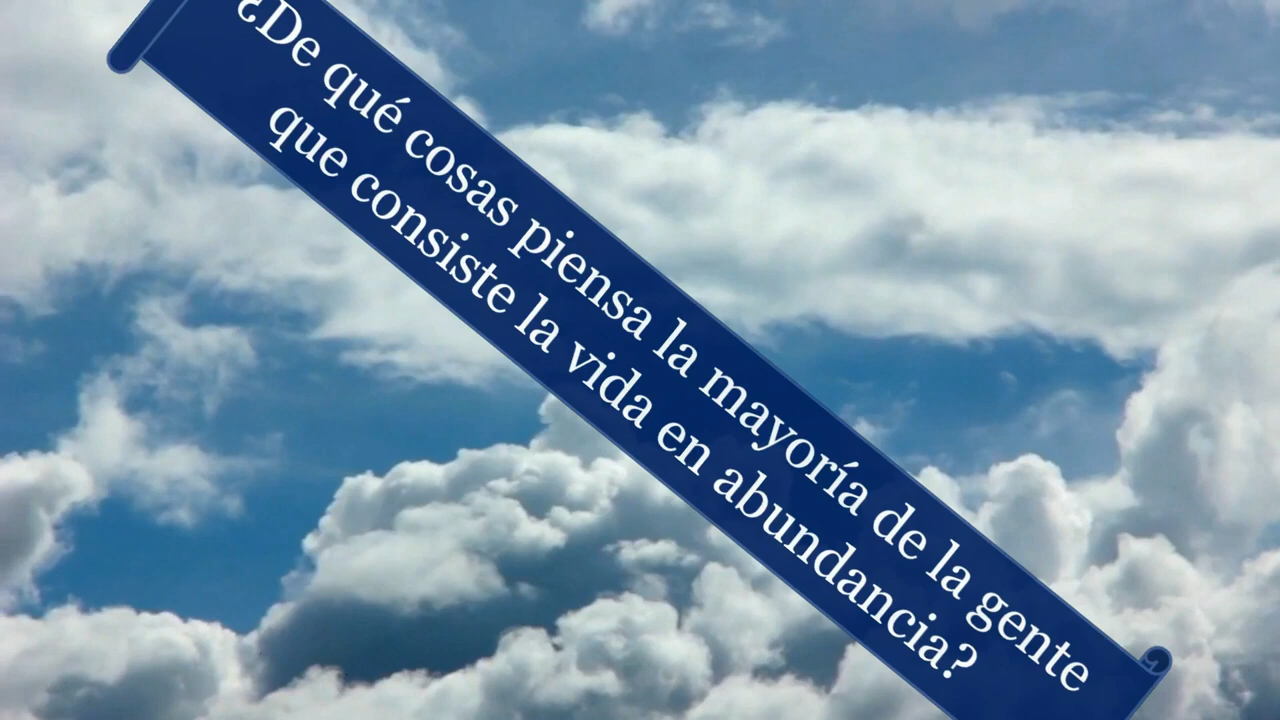 ¿De qué cosas piensa la mayoría de la gente
que consiste la vida en abundancia?